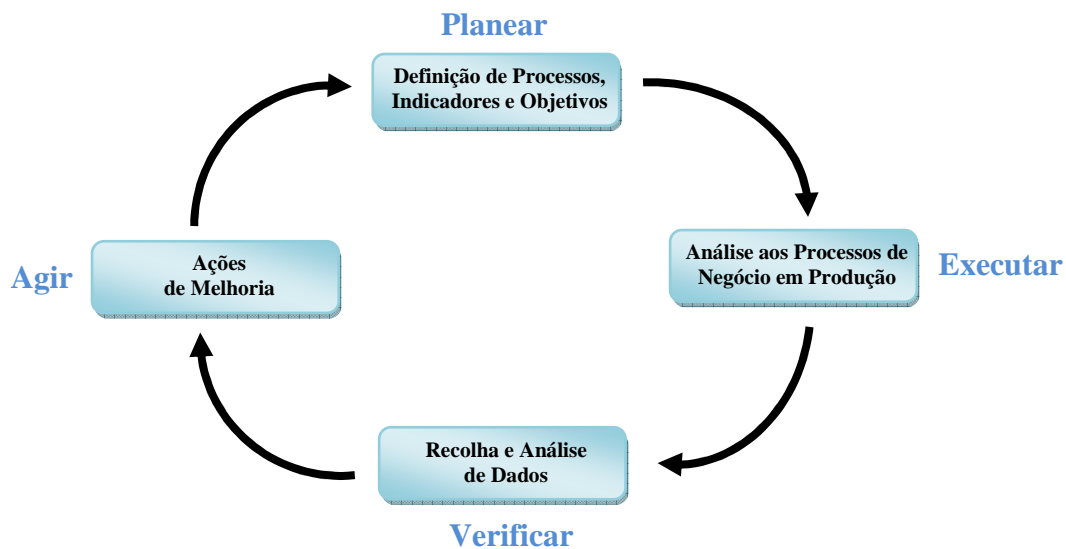 Planear
Definição de Processos,
Indicadores e Objetivos
Análise aos Processos de
Negócio em Produção
Executar
Agir
Ações
de Melhoria
Recolha e Análise
de Dados
Verificar